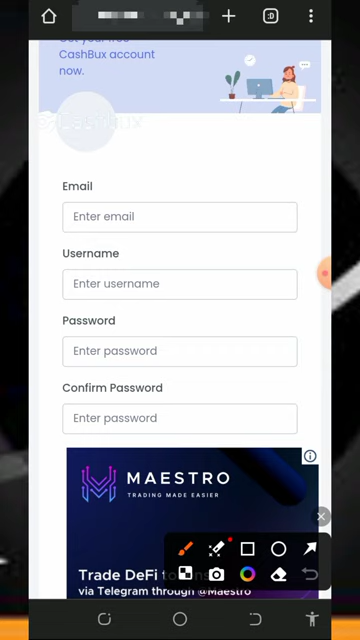 :D
Get your free
CashBux account
now.
Email
Enter email
Username
Enter username
Password
Enter password
Confirm Password
Enter password
MAESTRO
TRADING MADE EASIER
Trade DeFi
via Telegram through @Maestro